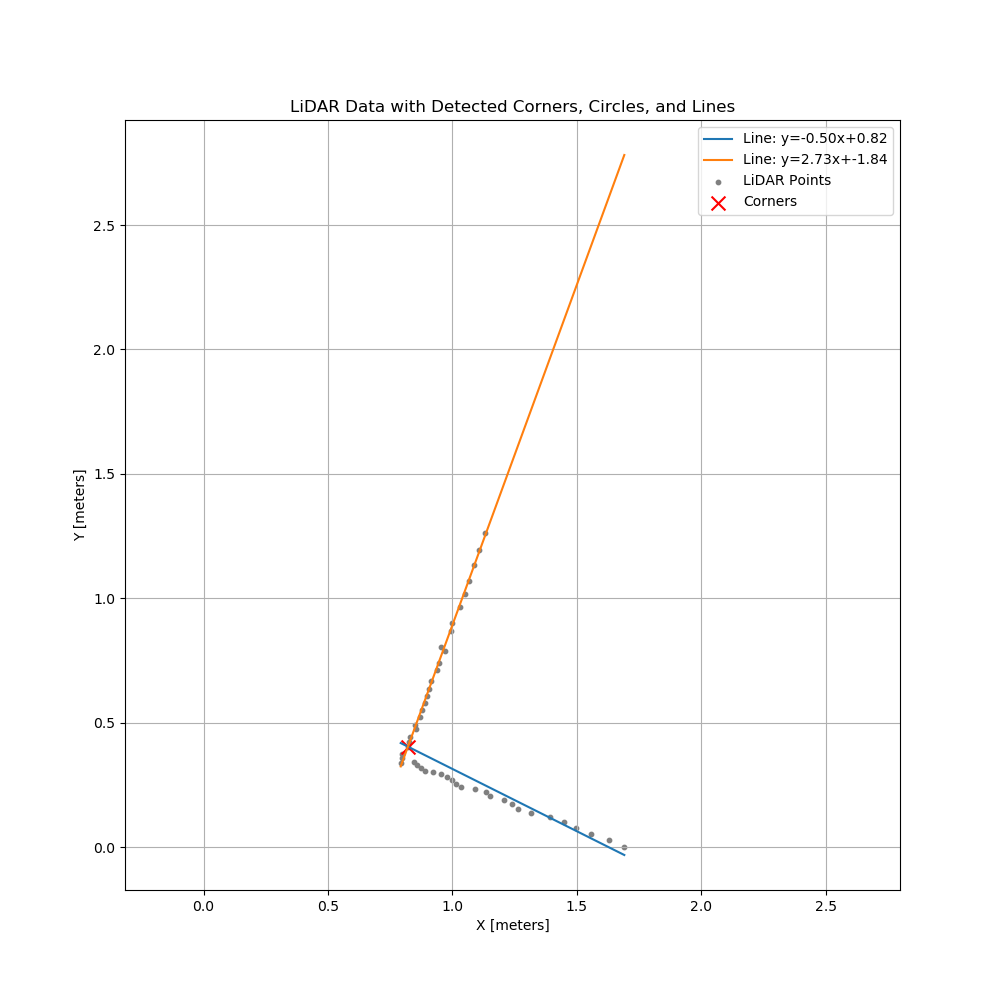 LiDAR Data with Detected Corners, Circles, and Lines
Line: y=-0.50x+0.82
Line: y=2.73x+-1.84
LiDAR Points
Corners
2.5
2.0
1.5
1.0
0.5
0.0
Y [meters]
0.0 0.5 1.0 1.5 2.0 2.5
X [meters]